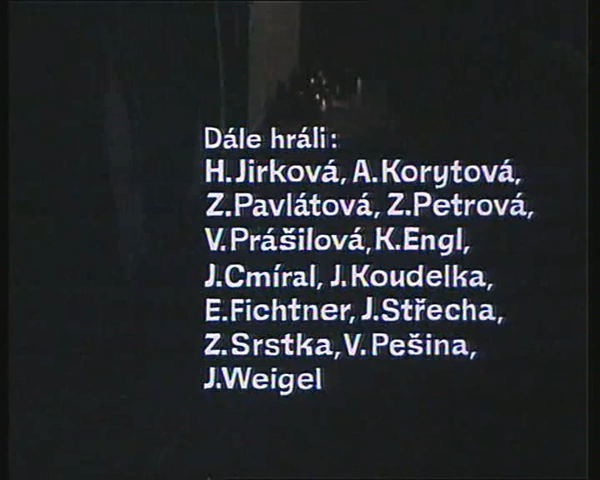 Dále hráli:
H.Jirková, A.Korytová,
Z.Pavlátová, Z.Petrová,
V.Prášilová, K.Engl,
J.Cmíral, J.Koudelka,
E.Fichtner, J.Střecha,
Z.Srstka, V.Pešina,
J.Weigel